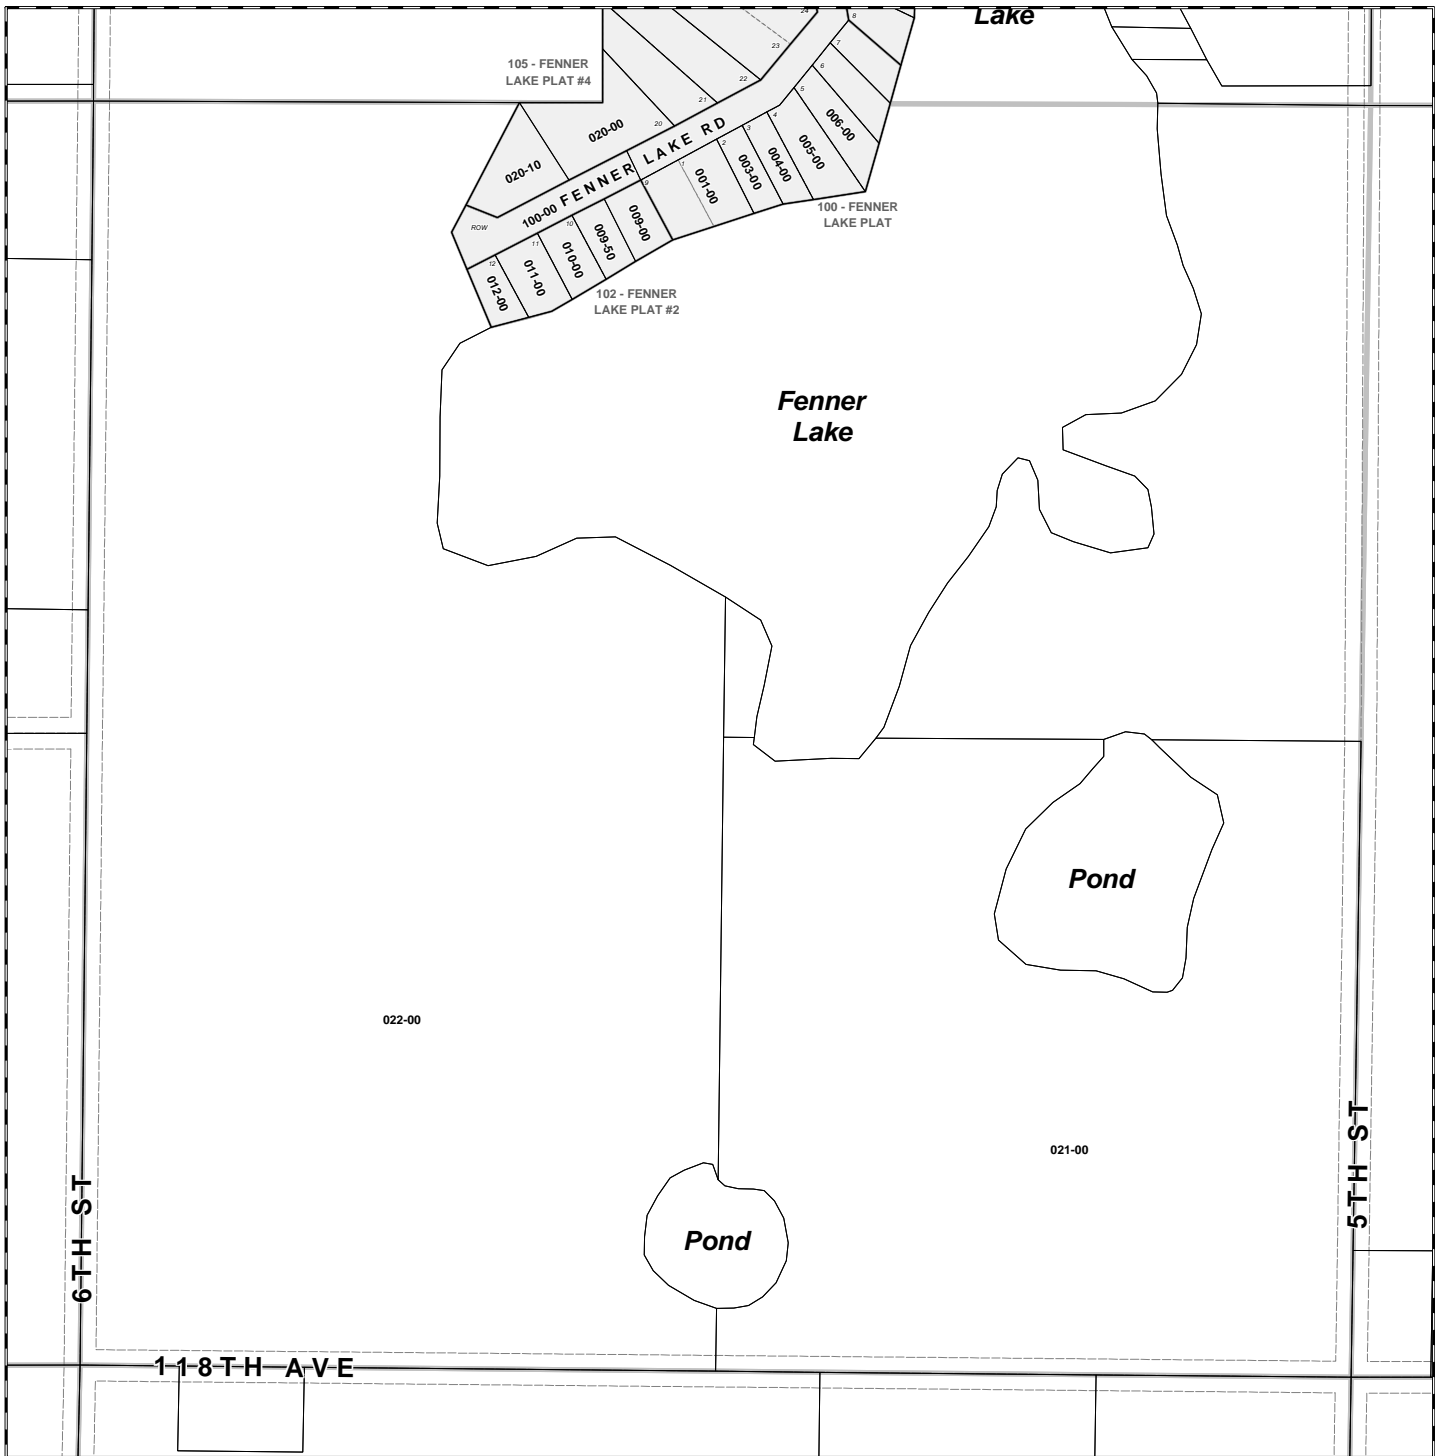 Lake
24
8
23
7
105 - FENNER
LAKE PLAT #4
6
22
5
21
020-00
20
FENNER LAKE RD
4
3
2
006-00
005-00
004-00
003-00
1
001-00
020-10
9
100-00
ROW
100 - FENNER
LAKE PLAT
10
11
12
009-00
009-50
010-00
011-00
012-00
102 - FENNER
LAKE PLAT #2
Fenner
Lake
Pond
022-00
021-00
5TH ST
6TH ST
Pond
118TH AVE